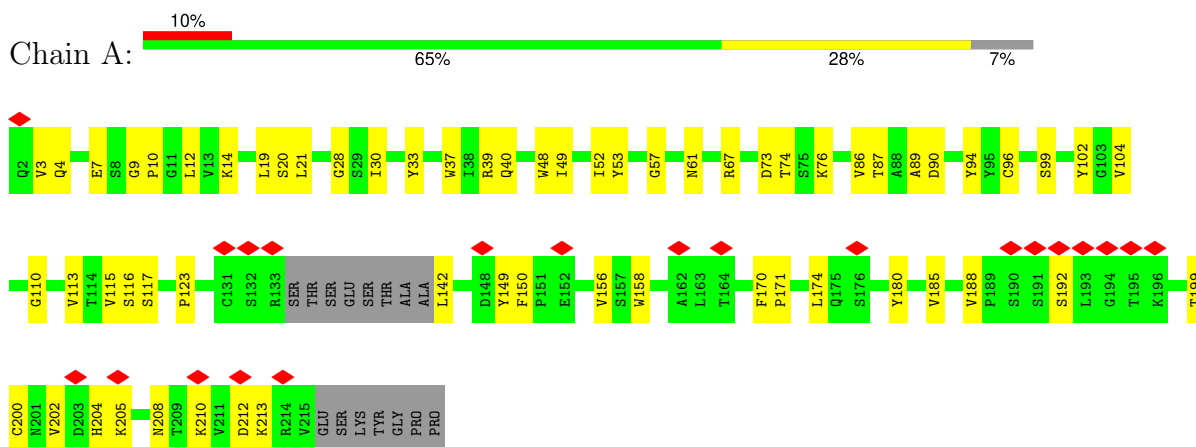 10%
Chain A:
65% 28% 7%
Q2 V3 Q4 E7 S8 G9 P10 G11 L12 V13 K14 L19 S20 L21 G28 S29 I30 Y33 W37 I38 R39 Q40 W48 I49 I52 Y53 G57 N61 R67 D73 T74 S75 K76 V86 T87 A88 A89 D90 Y94 Y95 C96 S99 Y102 G103 V104
G110 V113 T114 V115 S116 S117 P123 C131 S132 R133 SER THR SER GLU SER THR ALA ALA L142 D148 Y149 F150 P151 E152 V156 S157 W158 A162 L163 T164 F170 P171 L174 Q175 S176 Y180 V185 V188 P189 S190 S191 S192 L193 G194 T195 K196 T199
C200 N201 V202 D203 H204 K205 N208 T209 K210 V211 D212 K213 R214 V215 GLU SER LYS TYR GLY PRO PRO